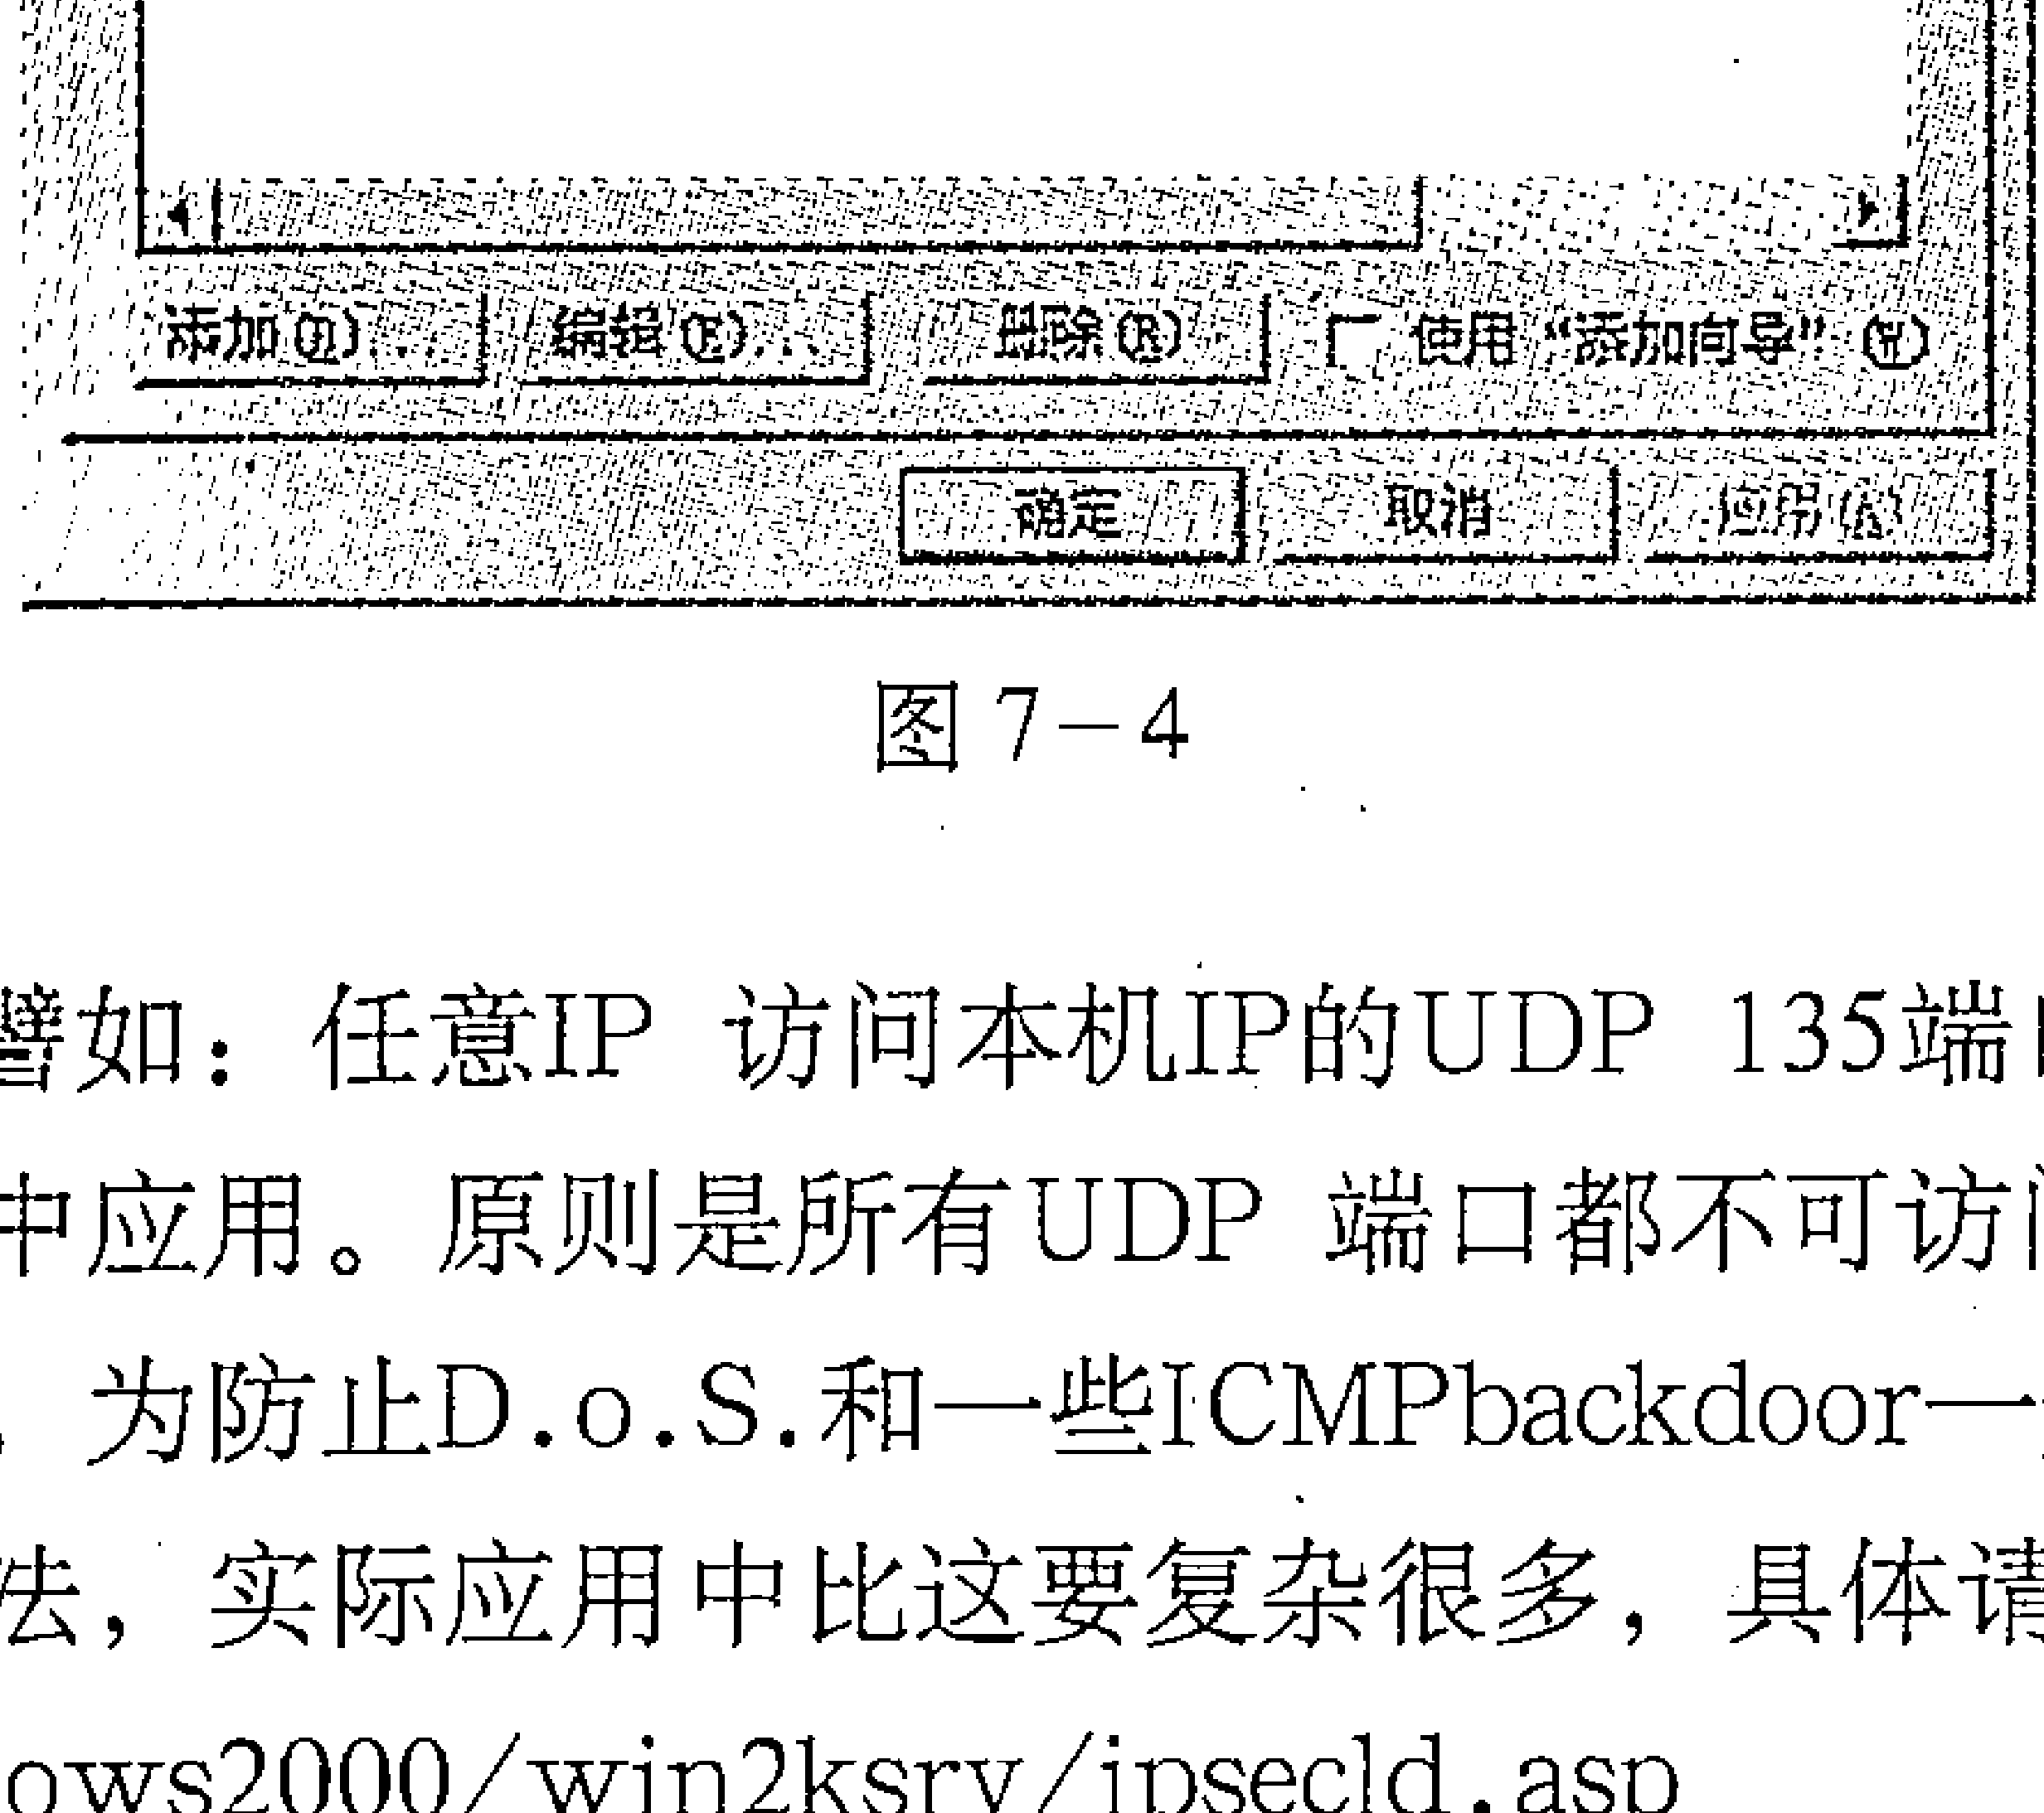 添加(D)... 编辑(E)... 删除(R) 使用“添加向导”(W)
确定 取消 应用(A)
图 7-4
譬如：任意IP 访问本机IP的UDP 135端
中应用。原则是所有UDP 端口都不可访
为防止D.o.S.和一些ICMPbackdoor一
法，实际应用中比这要复杂很多，具体请
ows2000/win2ksrv/ipsecld.asp